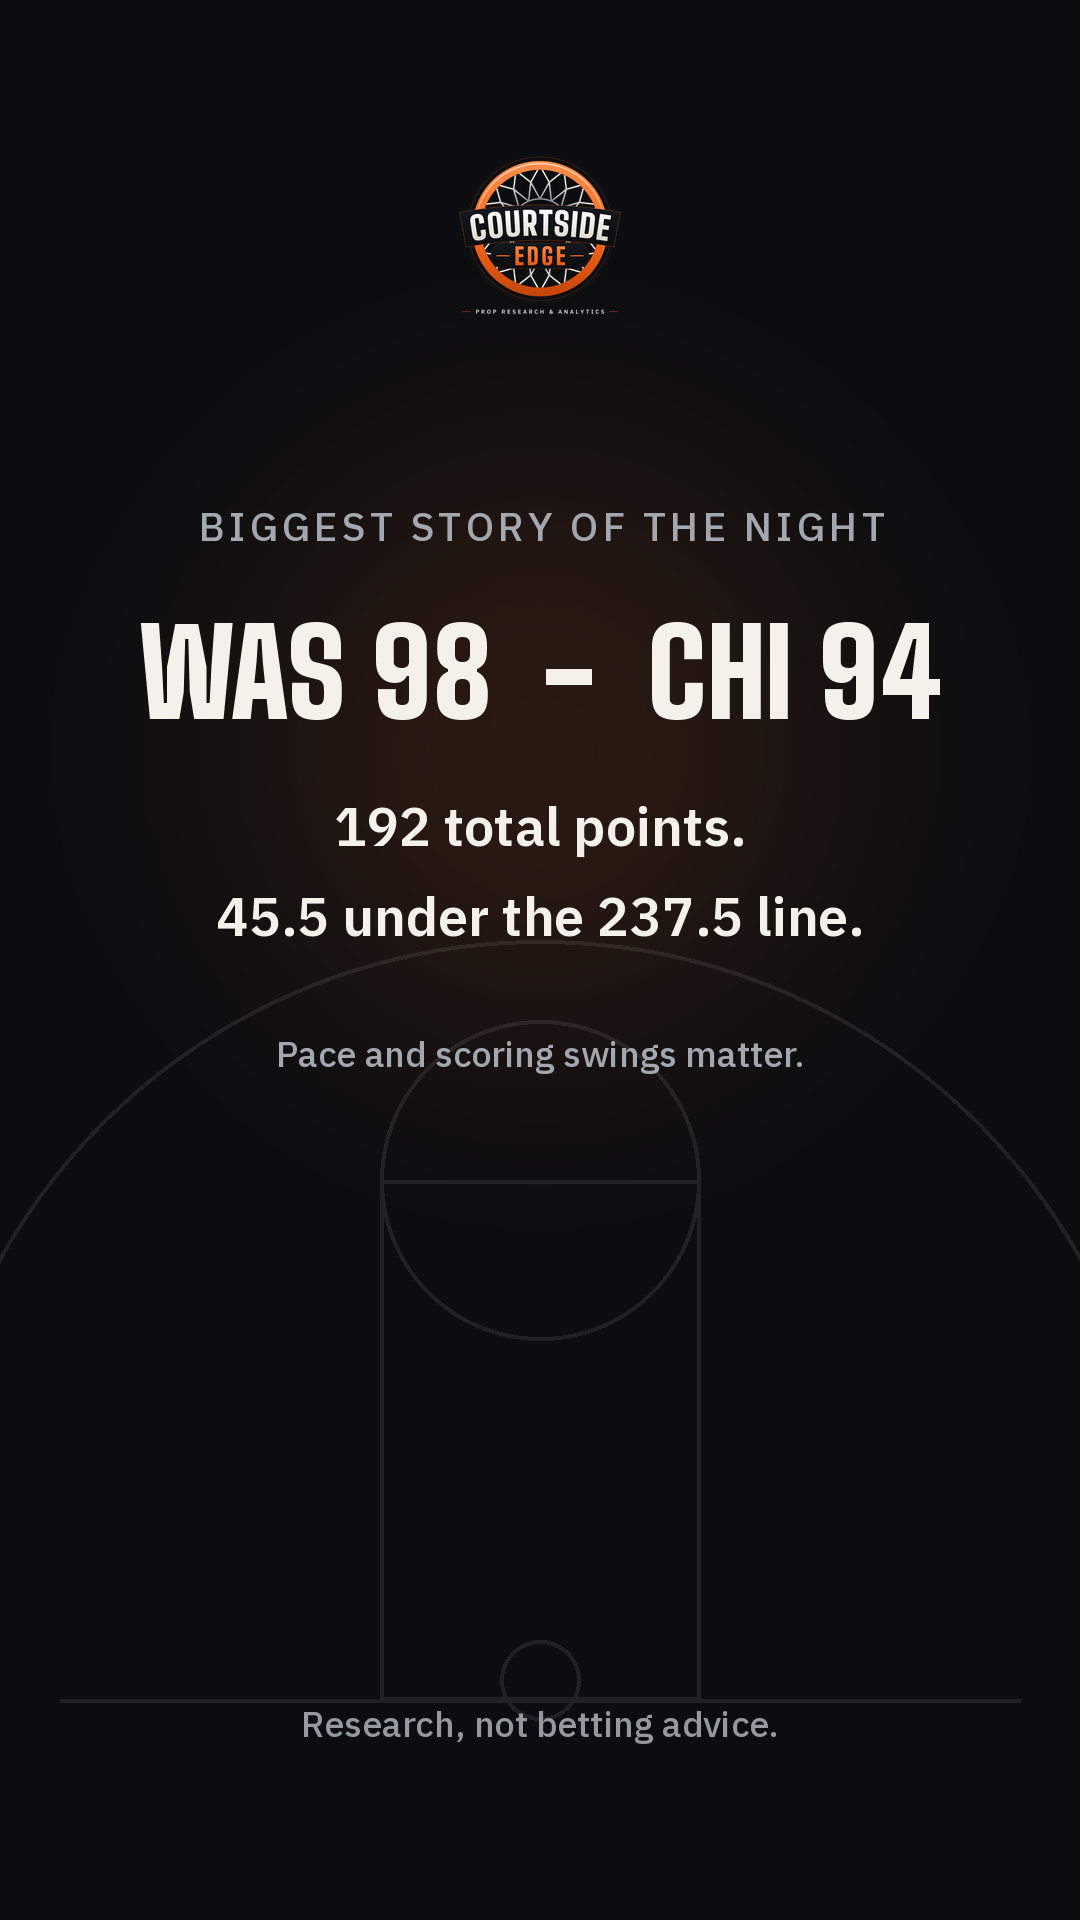 COURTSIDE
EDGE
PROP RESEARCH & ANALYTICS
BIGGEST STORY OF THE NIGHT
WAS 98 – CHI 94
192 total points.
45.5 under the 237.5 line.
Pace and scoring swings matter.
Research, not betting advice.